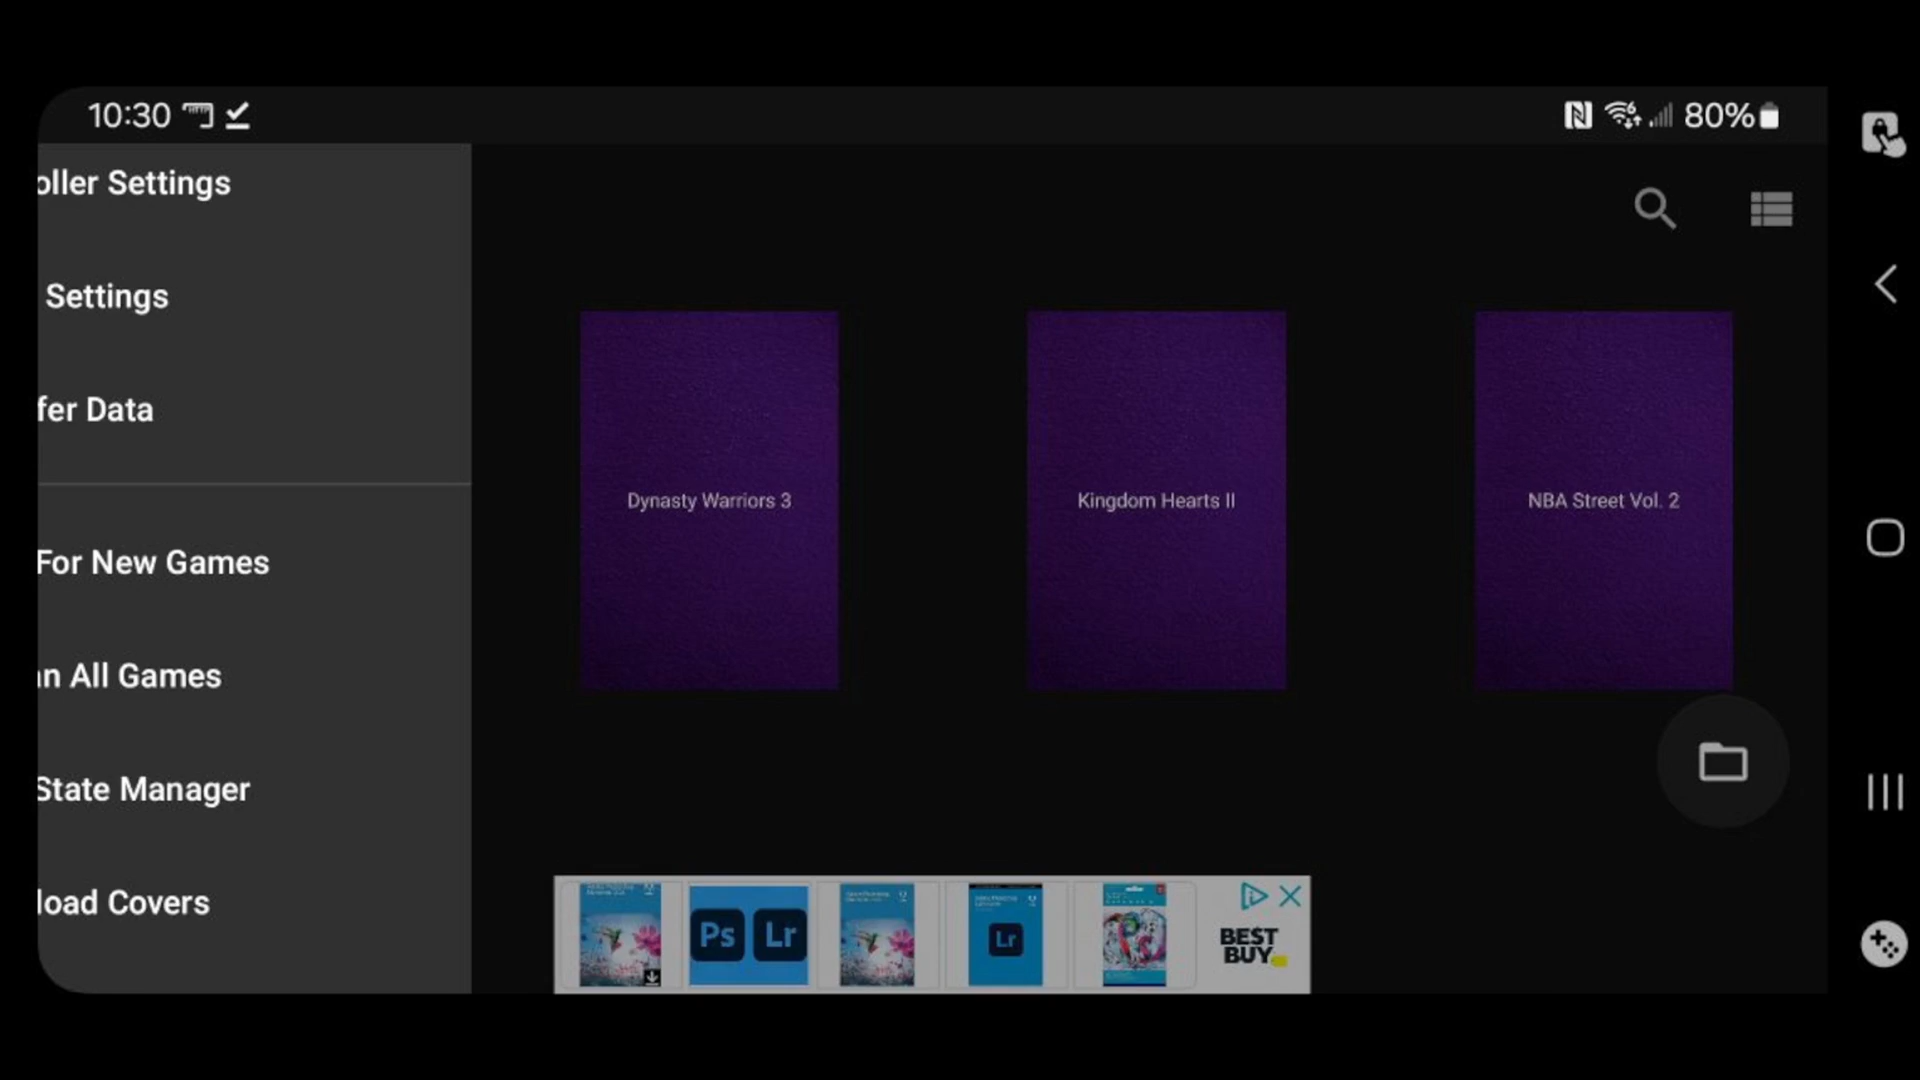 10:30
80%
oller Settings
Settings
fer Data
For New Games
n All Games
State Manager
load Covers
Dynasty Warriors 3
Kingdom Hearts II
NBA Street Vol. 2
Ps
Lr
Lr
BEST
BUY